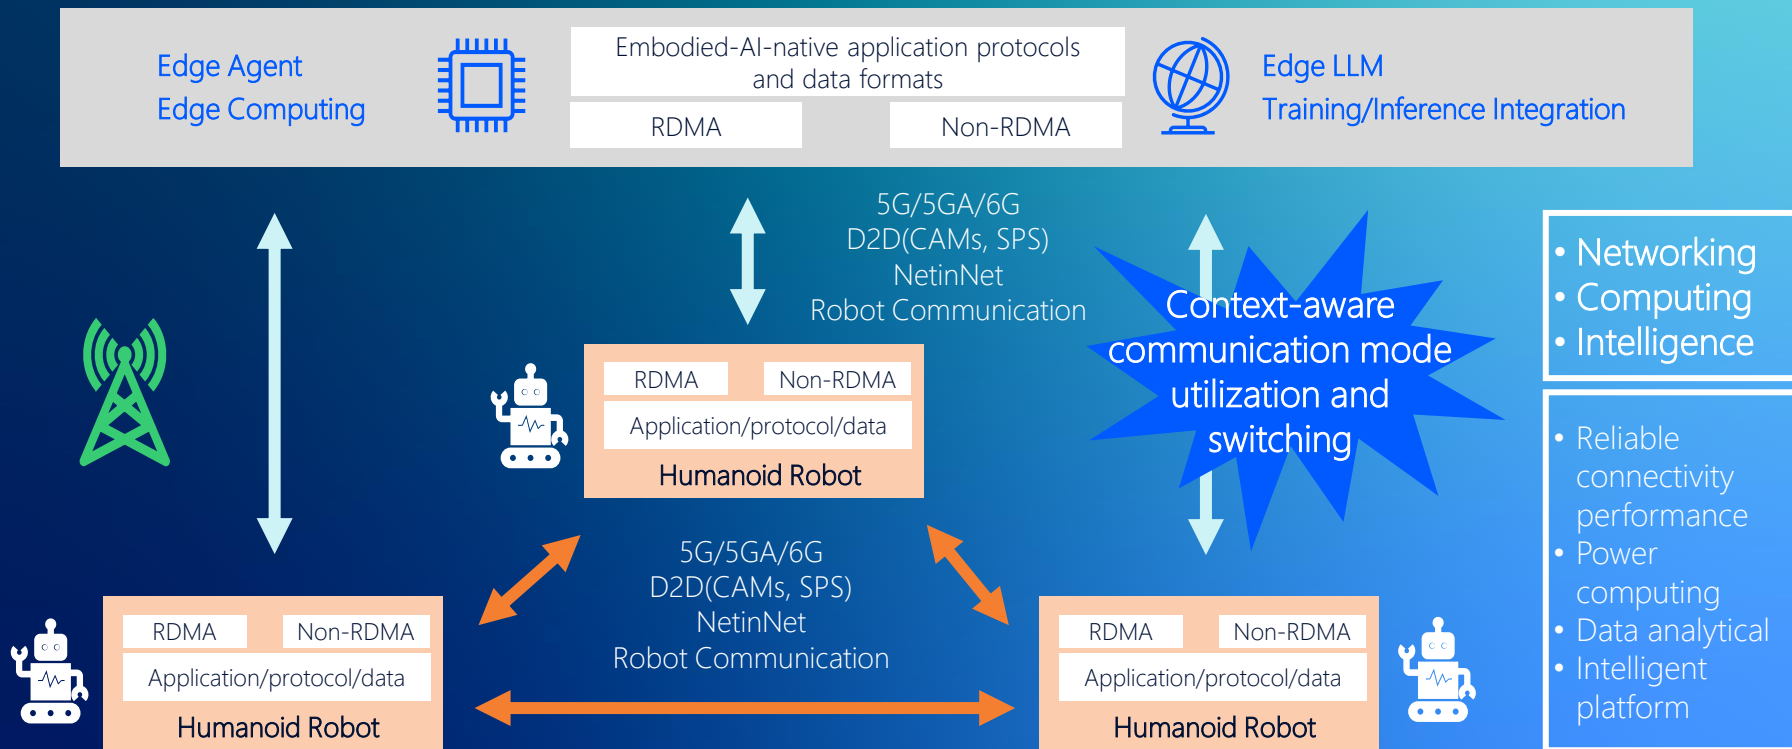 Edge Agent
Edge Computing
Embodied-AI-native application protocols
and data formats
RDMA
Non-RDMA
Edge LLM
Training/Inference Integration
5G/5GA/6G
D2D(CAMs, SPS)
NetinNet
Robot Communication
Context-aware
communication mode
utilization and
switching
• Networking
• Computing
• Intelligence
RDMA
Non-RDMA
Application/protocol/data
Humanoid Robot
• Reliable
connectivity
performance
• Power
computing
• Data analytical
• Intelligent
platform
5G/5GA/6G
D2D(CAMs, SPS)
NetinNet
Robot Communication
RDMA
Non-RDMA
Application/protocol/data
Humanoid Robot
RDMA
Non-RDMA
Application/protocol/data
Humanoid Robot